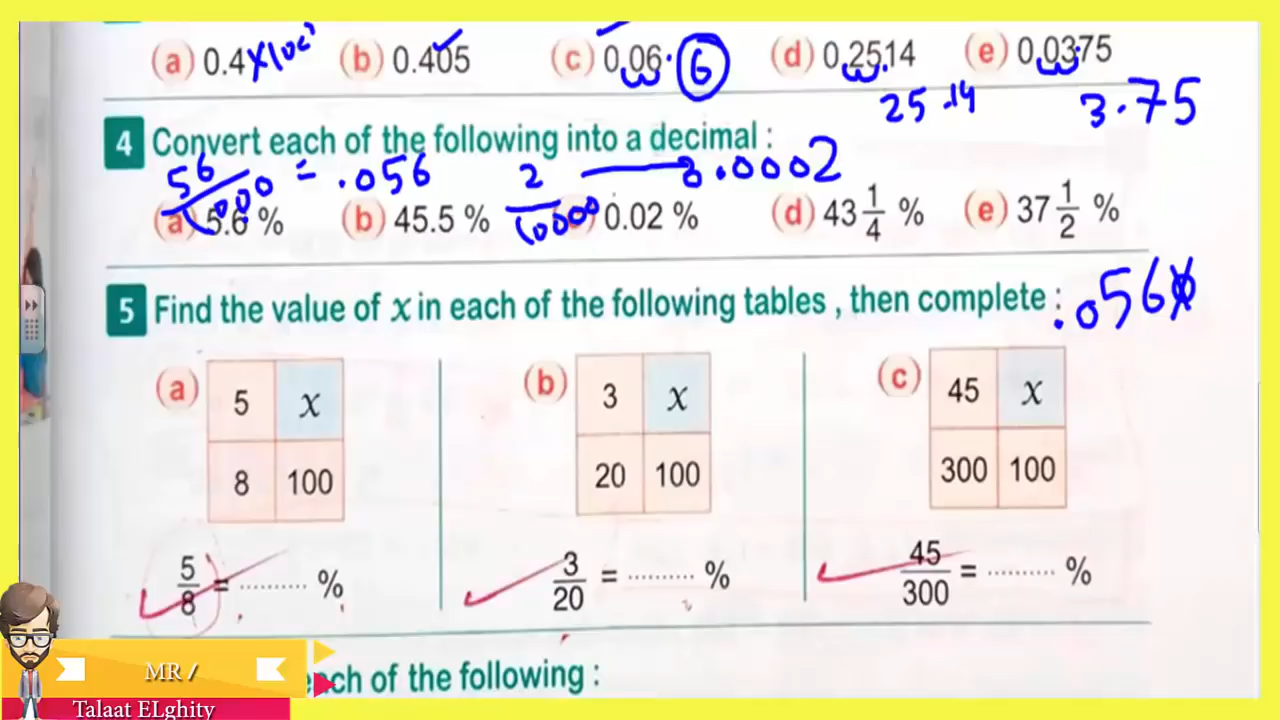 (a) 0.4 x100 (b) 0.405 (c) 0.06 6 (d) 0.2514 (e) 0.0375
25.14 3.75
4 Convert each of the following into a decimal :
56/1000 = .056 2/10000 0.0002
(a) 5.6 % (b) 45.5 % 0.02 % (d) 43 1/4 % (e) 37 1/2 %
5 Find the value of x in each of the following tables , then complete :
.056
(a) 5 x (b) 3 x (c) 45 x
8 100 20 100 300 100
5/8 = .......... % 3/20 = .......... % 45/300 = .......... %
ach of the following :
MR /
Talaat ELghity